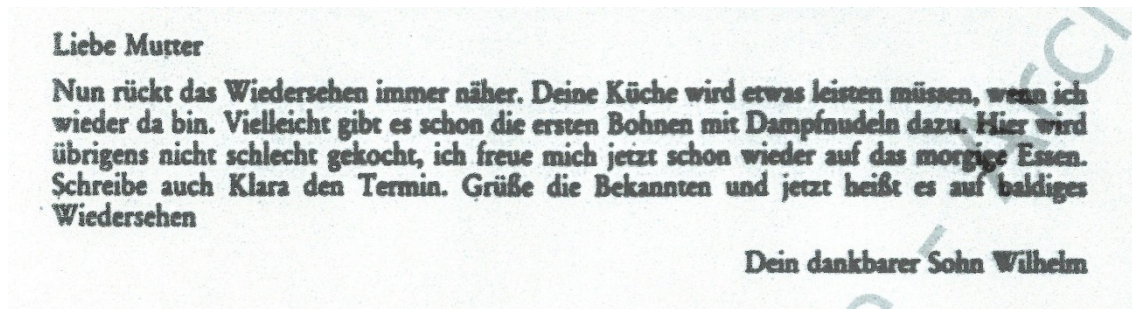 Liebe Mutter
Nun rückt das Wiedersehen immer näher. Deine Küche wird etwas leisten müssen, wenn ich
wieder da bin. Vielleicht gibt es schon die ersten Bohnen mit Dampfnudeln dazu. Hier wird
übrigens nicht schlecht gekocht, ich freue mich jetzt schon wieder auf das morgige Essen.
Schreibe auch Klara den Termin. Grüße die Bekannten und jetzt heißt es auf baldiges
Wiedersehen
Dein dankbarer Sohn Wilhelm